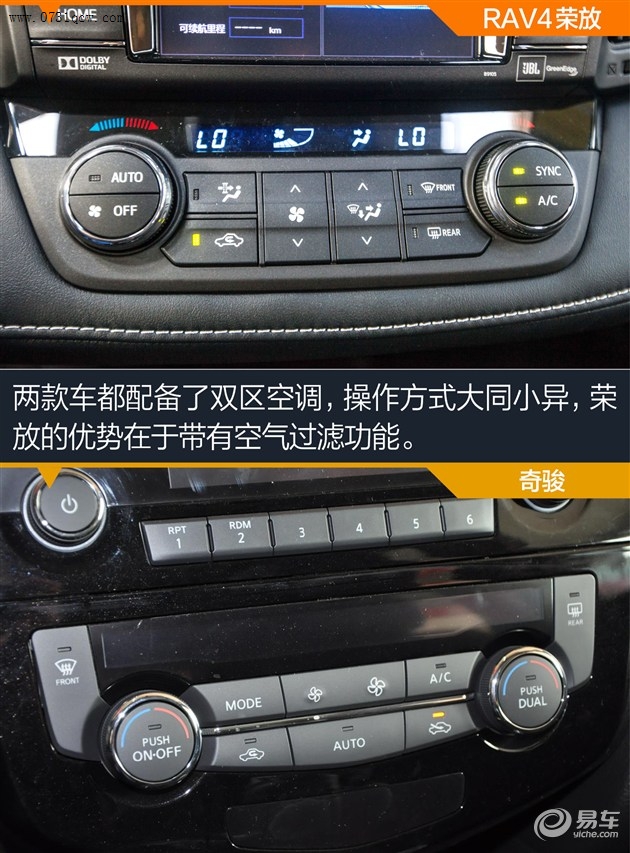 www.0781qcw.com
HOME
可续航里程
------- km
RAV4荣放
DOLBY
DIGITAL
JBL GreenEdge
LO
LO
AUTO
OFF
FRONT
REAR
SYNC
A/C
两款车都配备了双区空调，操作方式大同小异，荣
放的优势在于带有空气过滤功能。
奇骏
RPT
1
RDM
2
3
4
5
6
FRONT
REAR
MODE
A/C
PUSH
ON·OFF
AUTO
PUSH
DUAL
易车
yiche.com